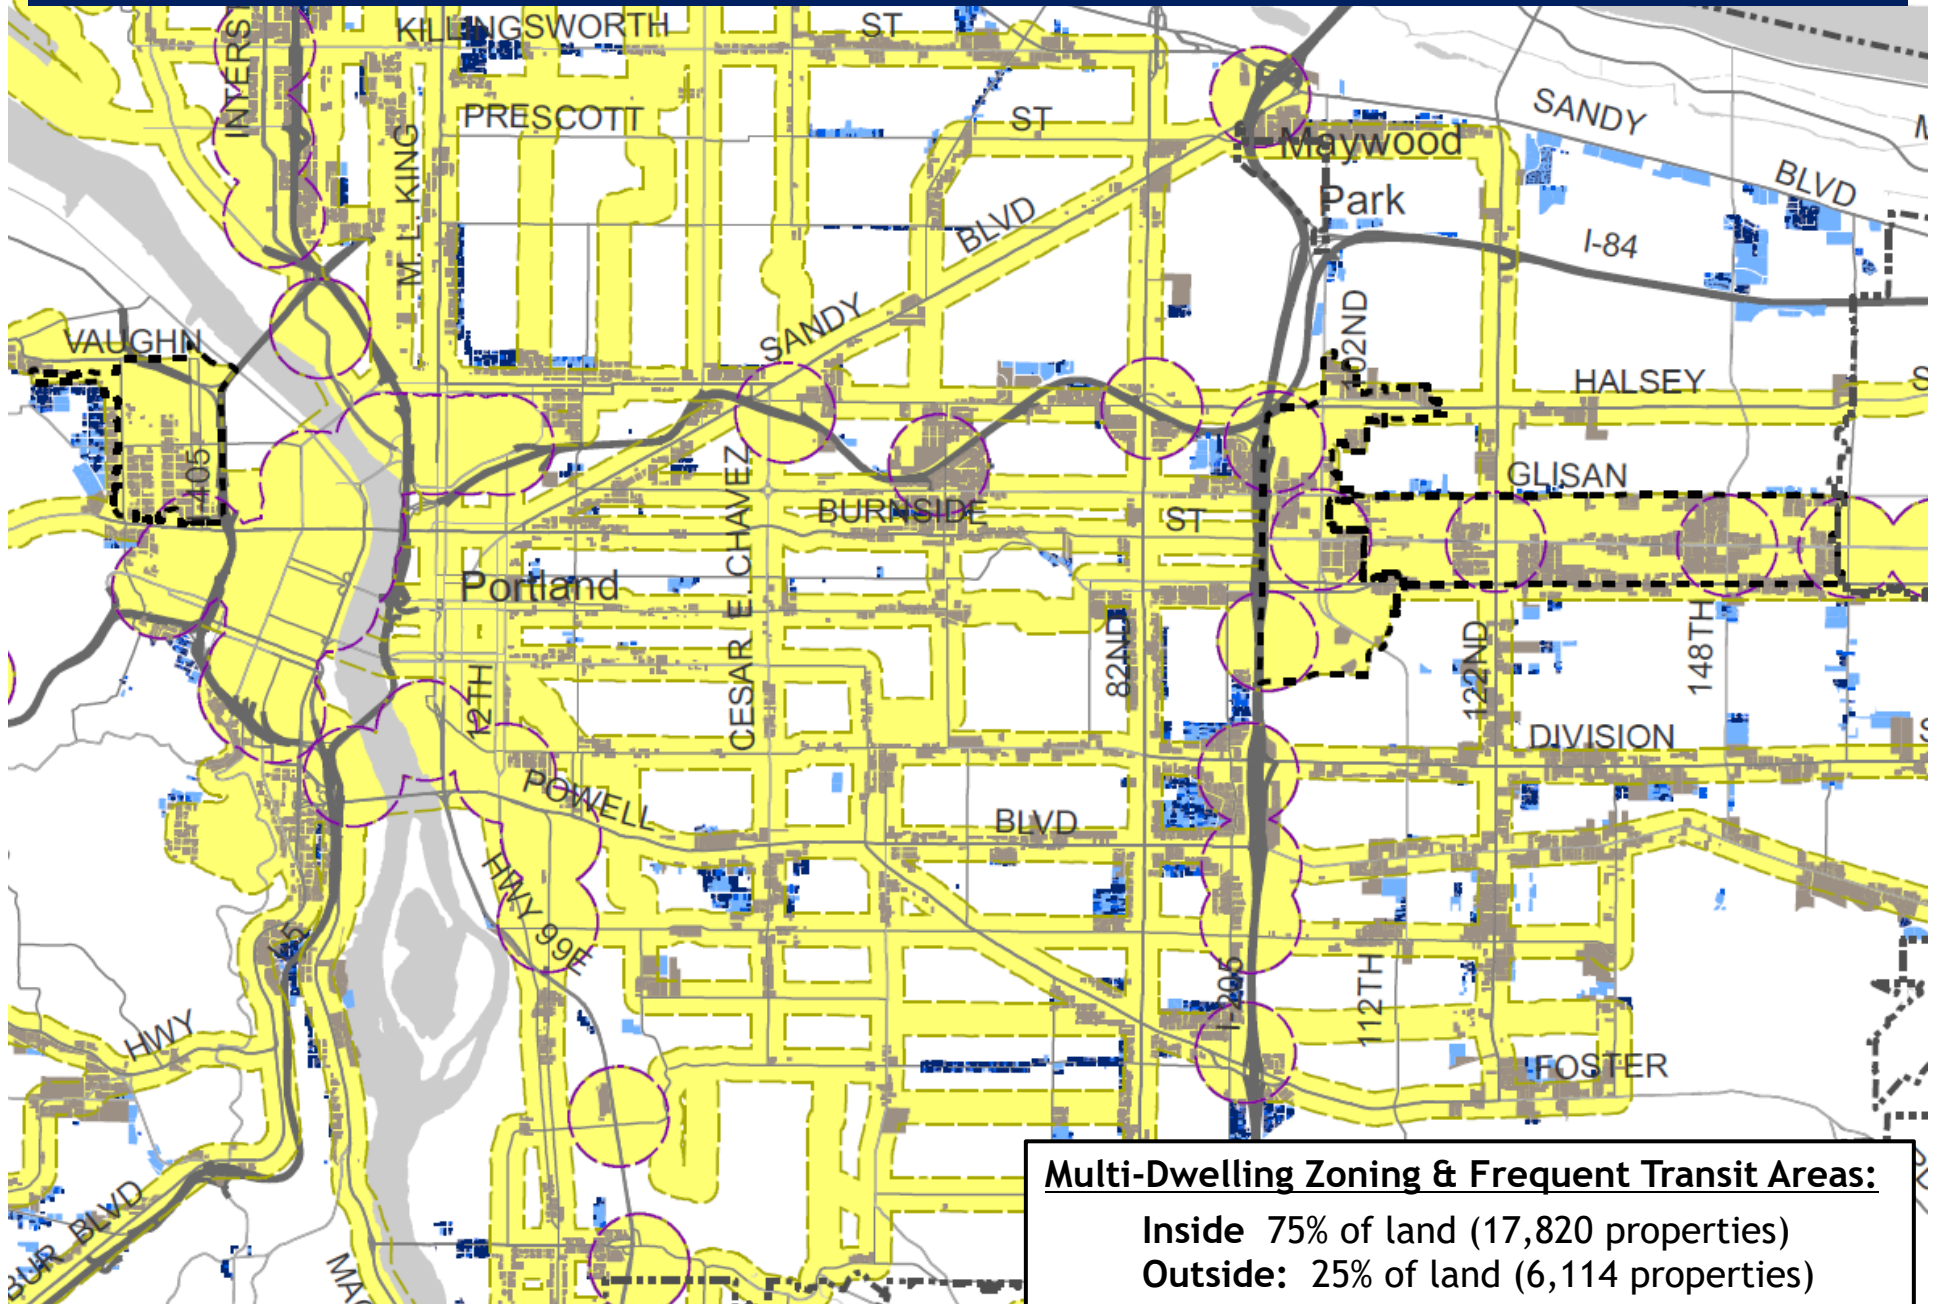 KILLINGSWORTH
ST
INTERS
PRESCOTT
ST
SANDY
Maywood
M. L. KING
BLVD
Park
BLVD
I-84
VAUGHN
SANDY
102ND
HALSEY
I-405
GLISAN
CESAR E. CHAVEZ
BURNSIDE
ST
Portland
82ND
122ND
148TH
12TH
DIVISION
POWELL
BLVD
HWY 99E
I-5
I-205
112TH
HWY
FOSTER
BUR BLVD
MAC
Multi-Dwelling Zoning & Frequent Transit Areas:
Inside 75% of land (17,820 properties)
Outside: 25% of land (6,114 properties)